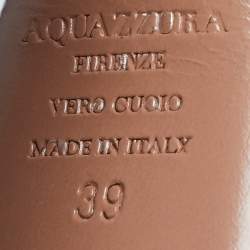 AQUAZZURA
FIRENZE
VERO CUOIO
MADE IN ITALY
39